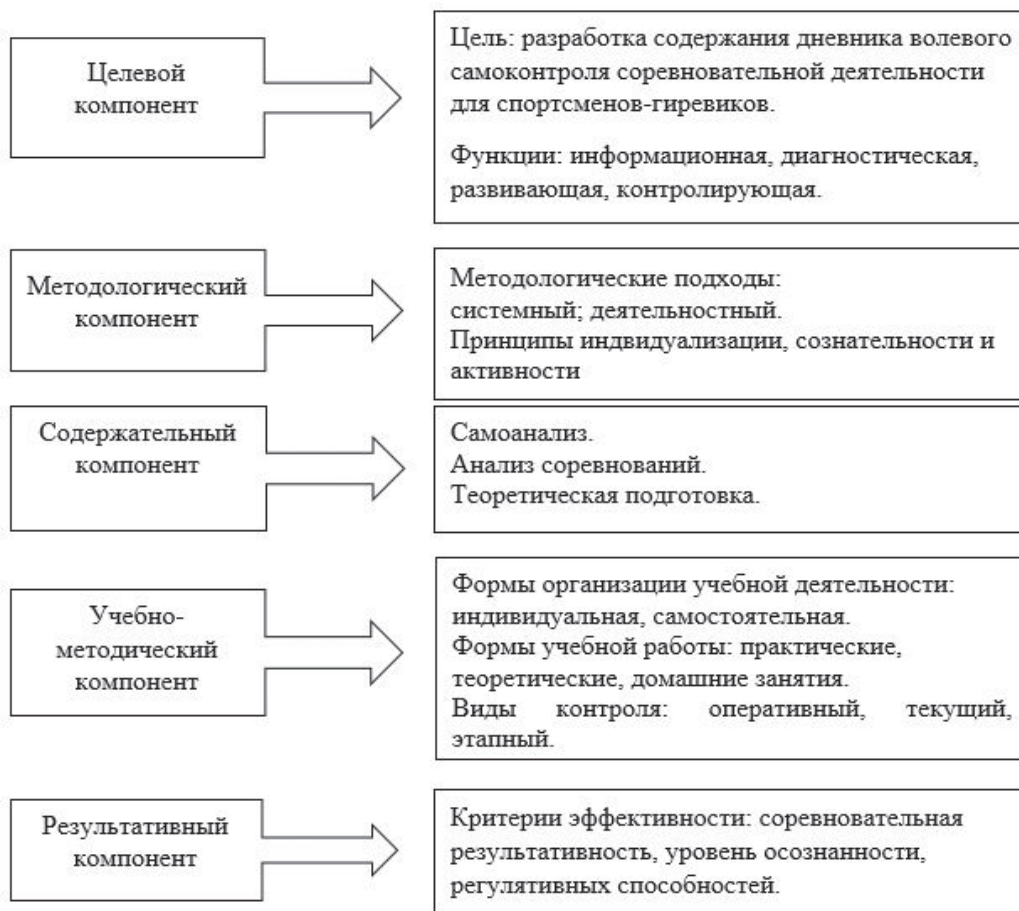 Целевой
компонент
Цель: разработка содержания дневника волевого
самоконтроля соревновательной деятельности
для спортсменов-гиревиков.
Функции: информационная, диагностическая,
развивающая, контролирующая.
Методологический
компонент
Методологические подходы:
системный; деятельностный.
Принципы индвидуализации, сознательности и
активности
Содержательный
компонент
Самоанализ.
Анализ соревнований.
Теоретическая подготовка.
Учебно-
методический
компонент
Формы организации учебной деятельности:
индивидуальная, самостоятельная.
Формы учебной работы: практические,
теоретические, домашние занятия.
Виды контроля: оперативный, текущий,
этапный.
Результативный
компонент
Критерии эффективности: соревновательная
результативность, уровень осознанности,
регулятивных способностей.